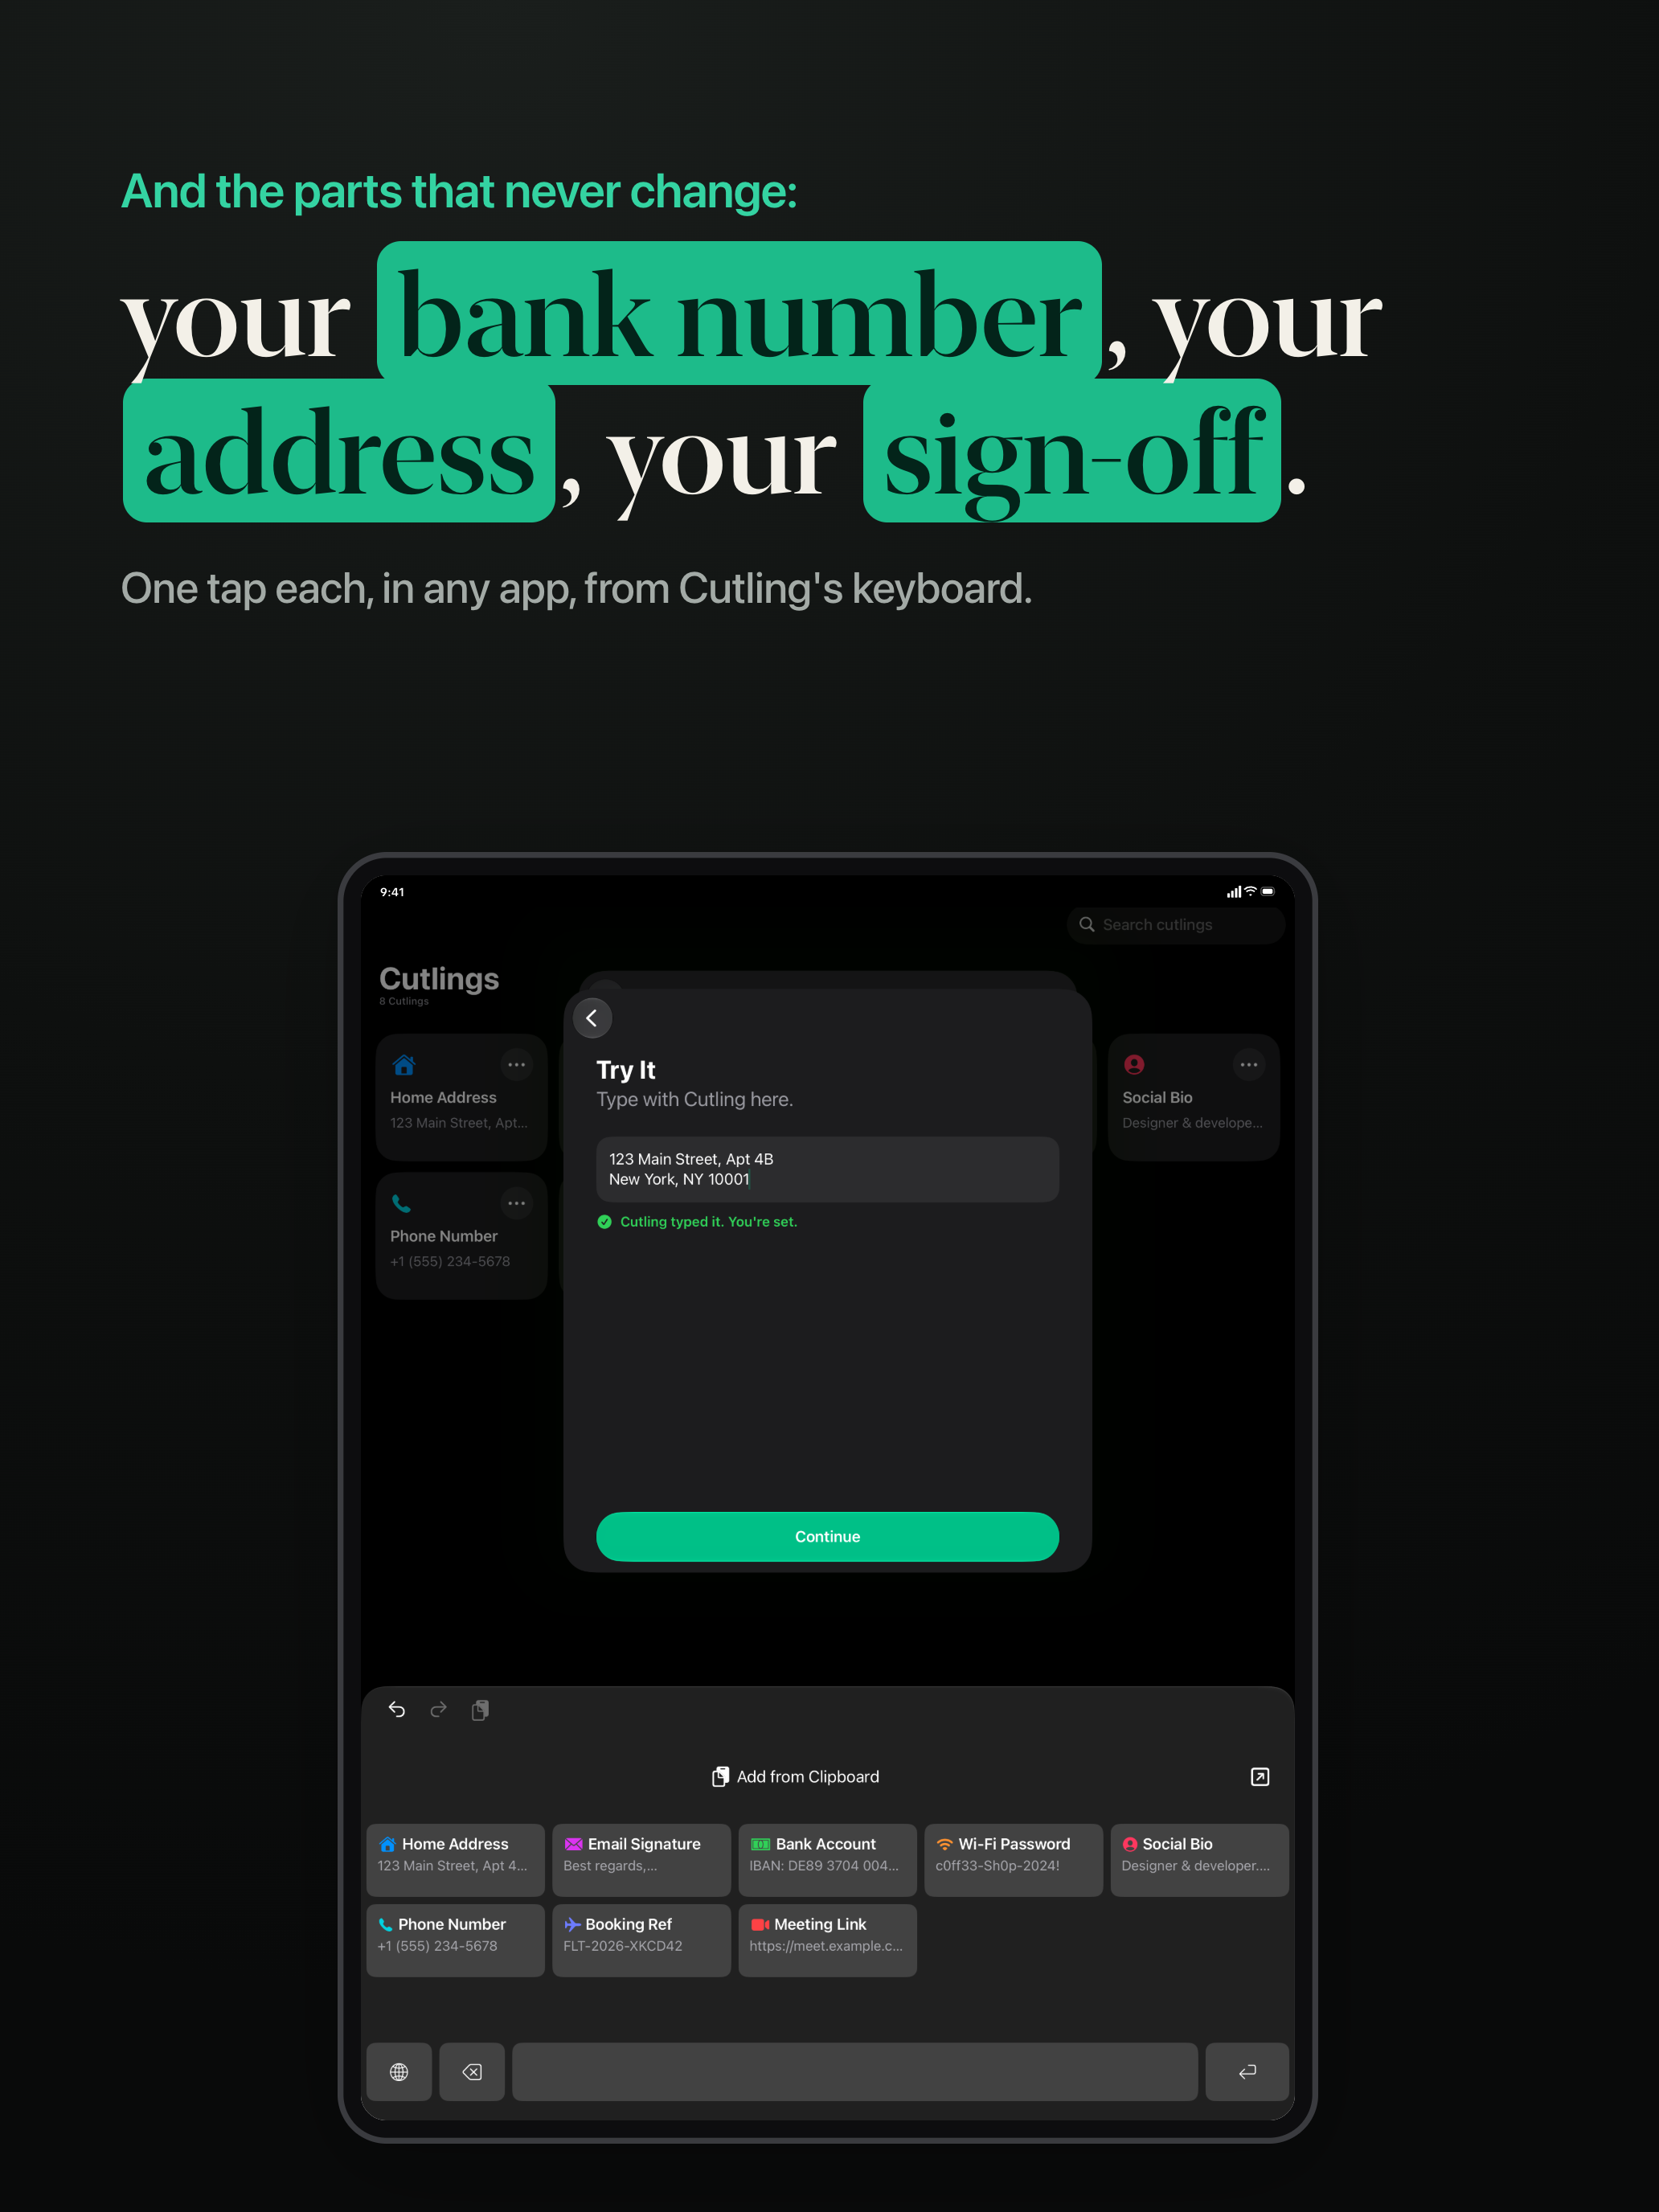 And the parts that never change:
your bank number, your
address, your sign-off.
One tap each, in any app, from Cutling's keyboard.
9:41
Search cutlings
Cutlings
8 Cutlings
Home Address
123 Main Street, Apt...
Phone Number
+1 (555) 234-5678
Social Bio
Designer & develope...
Try It
Type with Cutling here.
123 Main Street, Apt 4B
New York, NY 10001
Cutling typed it. You're set.
Continue
Add from Clipboard
Home Address
123 Main Street, Apt 4...
Email Signature
Best regards,...
Bank Account
IBAN: DE89 3704 004...
Wi-Fi Password
c0ff33-Sh0p-2024!
Social Bio
Designer & developer....
Phone Number
+1 (555) 234-5678
Booking Ref
FLT-2026-XKCD42
Meeting Link
https://meet.example.c...